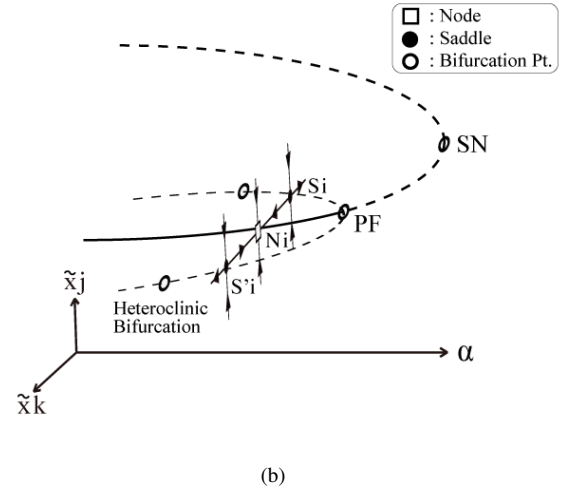 : Node
: Saddle
: Bifurcation Pt.
SN
Si
PF
Ni
S'i
x̃j
Heteroclinic
Bifurcation
α
x̃k
(b)